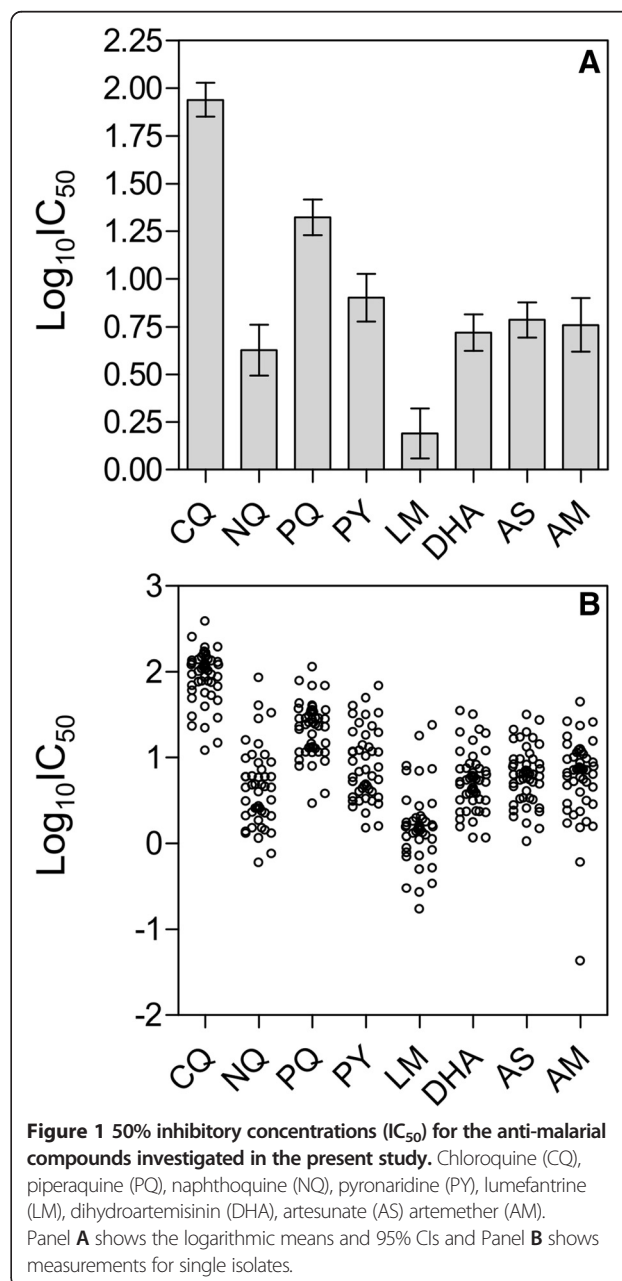 A
2.25
2.00
1.75
1.50
1.25
1.00
0.75
0.50
0.25
0.00
Log₁₀IC₅₀
CQ NQ PQ PY LM DHA AS AM
B
3
2
1
0
-1
-2
Log₁₀IC₅₀
CQ NQ PQ PY LM DHA AS AM
Figure 1 50% inhibitory concentrations (IC₅₀) for the anti-malarial
compounds investigated in the present study. Chloroquine (CQ),
piperaquine (PQ), naphthoquine (NQ), pyronaridine (PY), lumefantrine
(LM), dihydroartemisinin (DHA), artesunate (AS) artemether (AM).
Panel A shows the logarithmic means and 95% CIs and Panel B shows
measurements for single isolates.